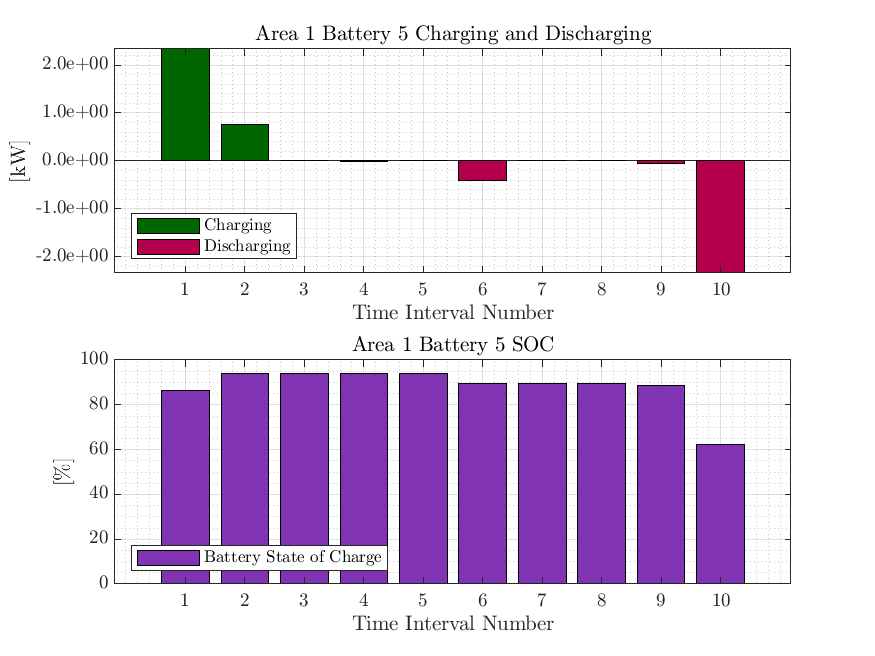 Area 1 Battery 5 Charging and Discharging
[kW]
2.0e+00
1.0e+00
0.0e+00
-1.0e+00
-2.0e+00
Charging
Discharging
1 2 3 4 5 6 7 8 9 10
Time Interval Number
Area 1 Battery 5 SOC
[%]
100
80
60
40
20
0
Battery State of Charge
1 2 3 4 5 6 7 8 9 10
Time Interval Number